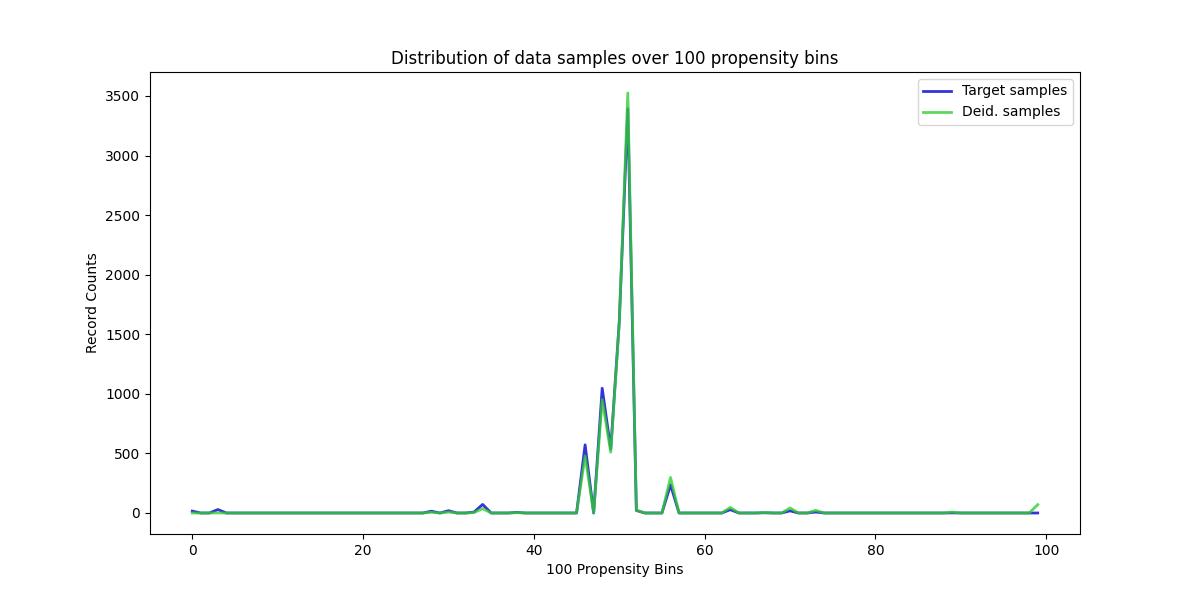 Distribution of data samples over 100 propensity bins
Target samples
Deid. samples
3500
3000
2500
2000
1500
1000
500
0
Record Counts
0 20 40 60 80 100
100 Propensity Bins